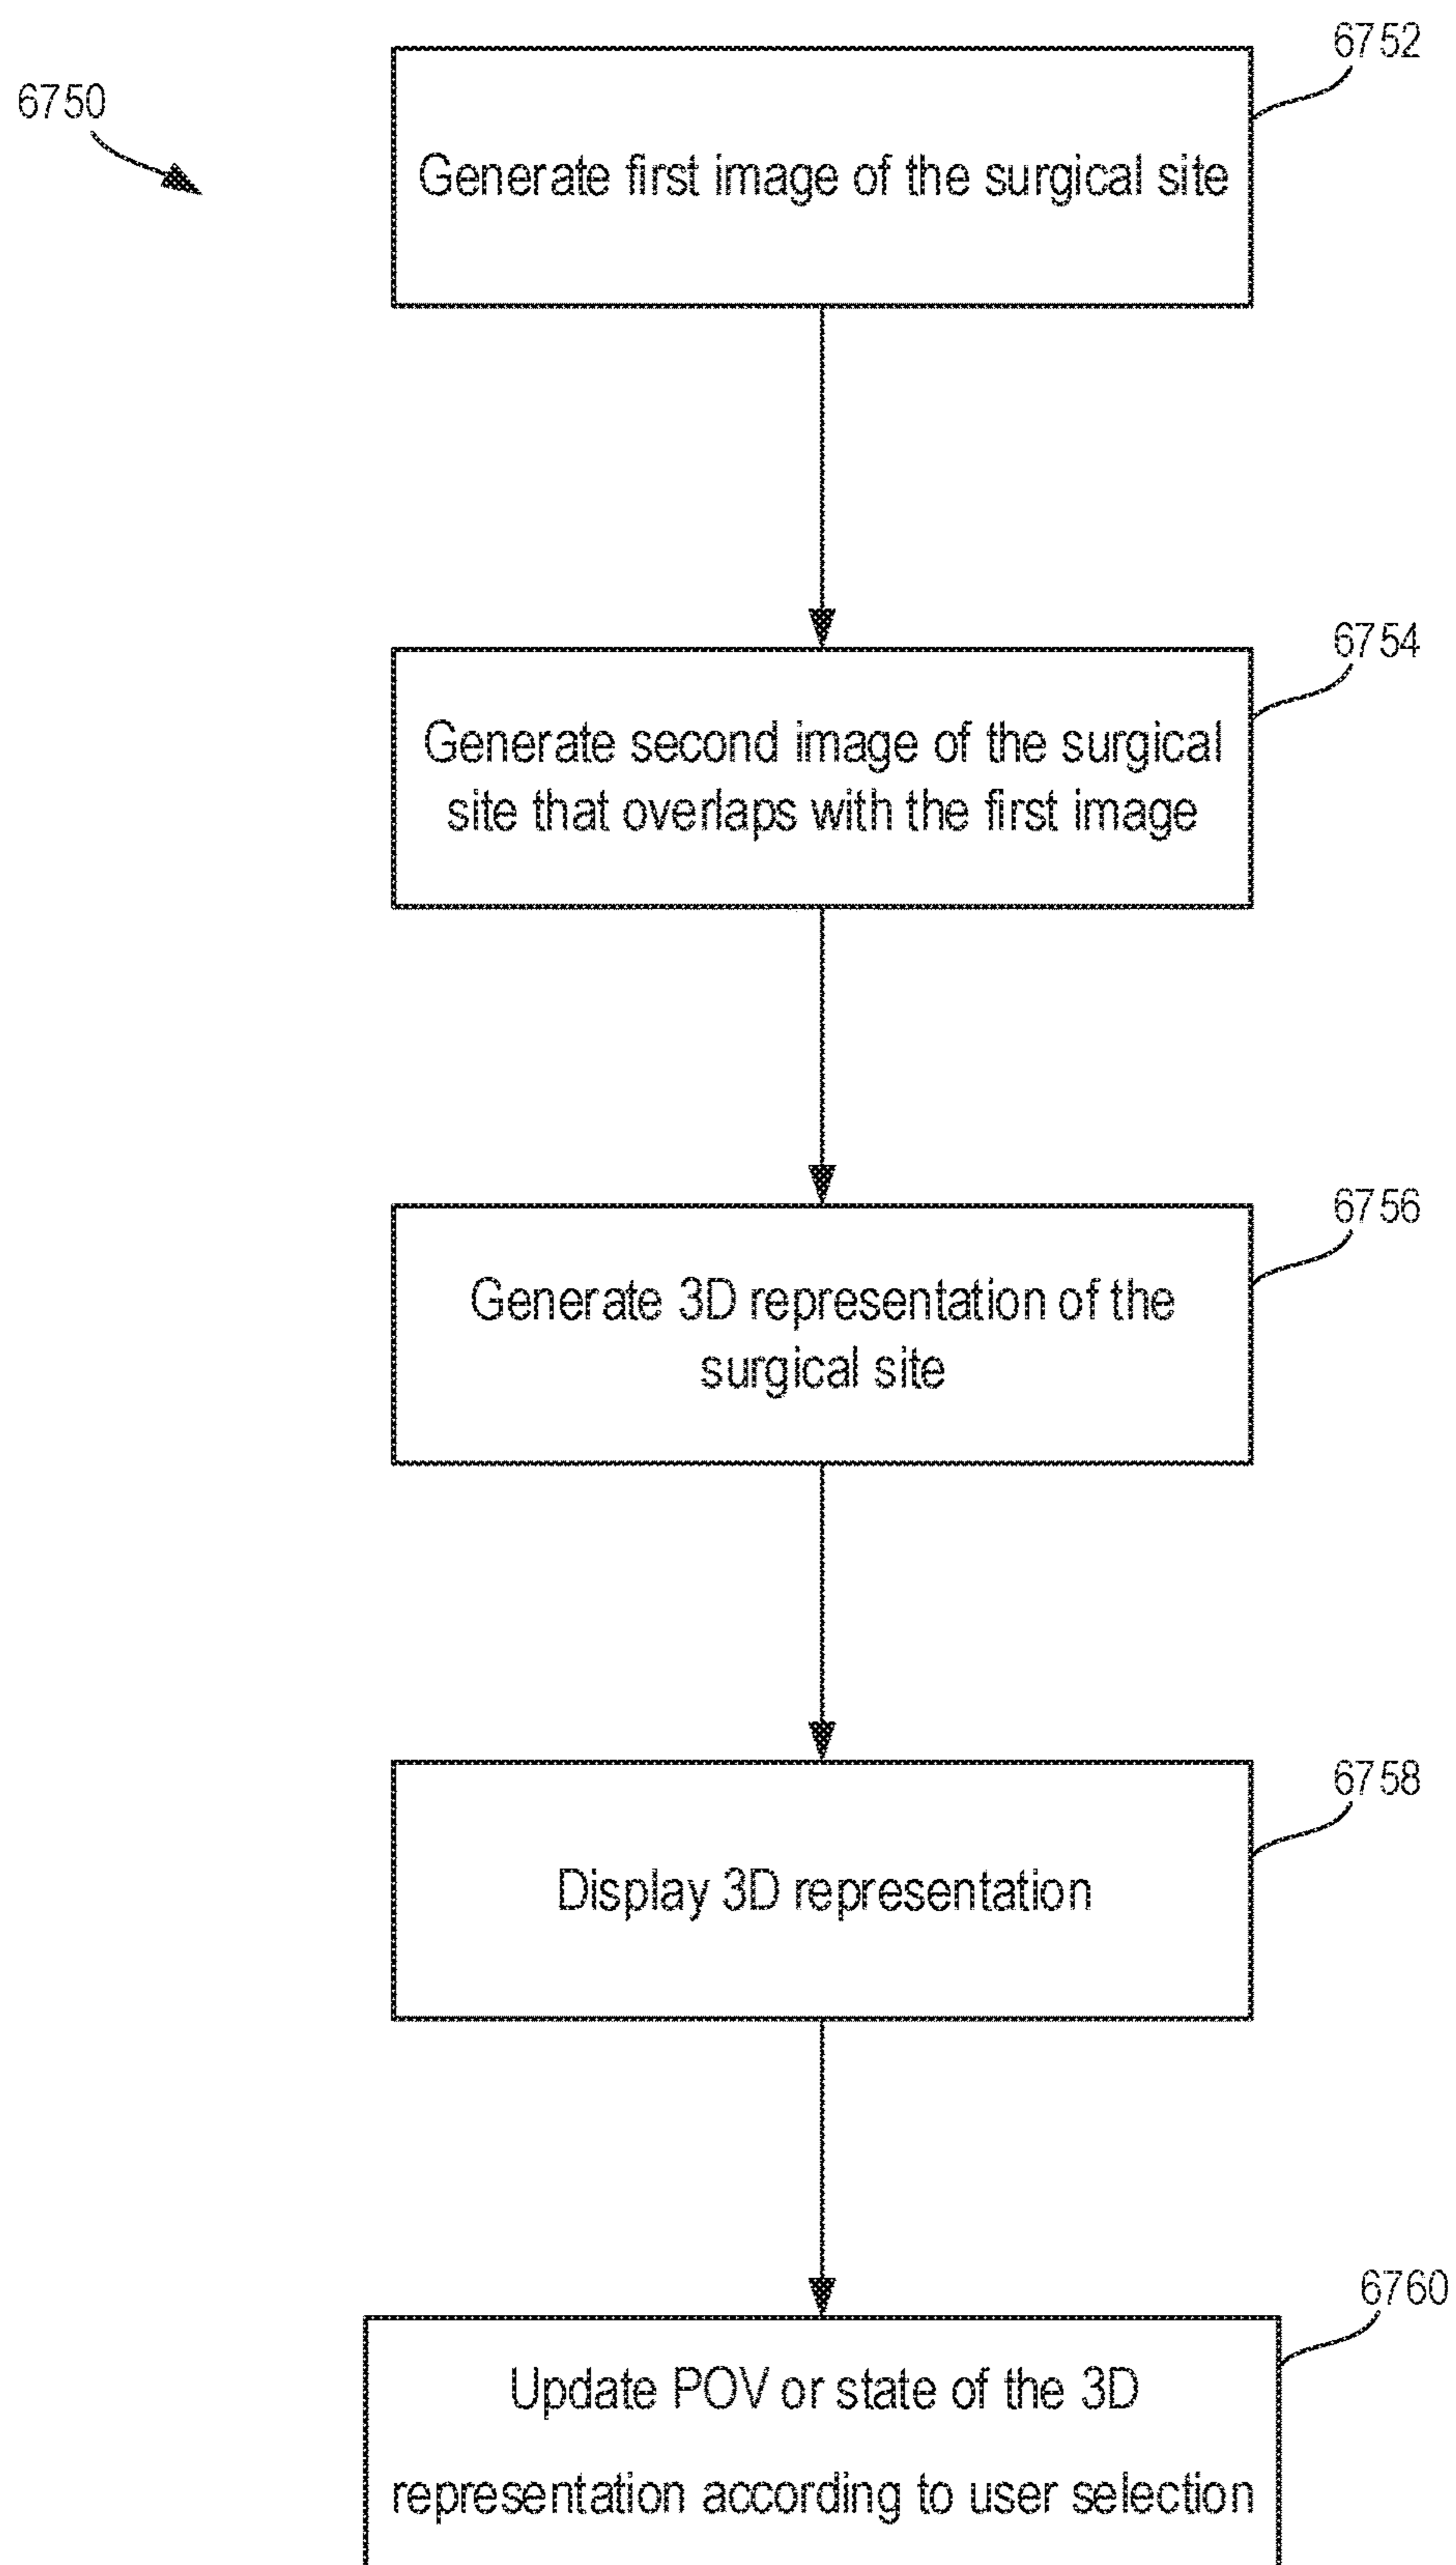 6752
6750
Generate first image of the surgical site
6754
Generate second image of the surgical
site that overlaps with the first image
6756
Generate 3D representation of the
surgical site
6758
Display 3D representation
6760
Update POV or state of the 3D
representation according to user selection